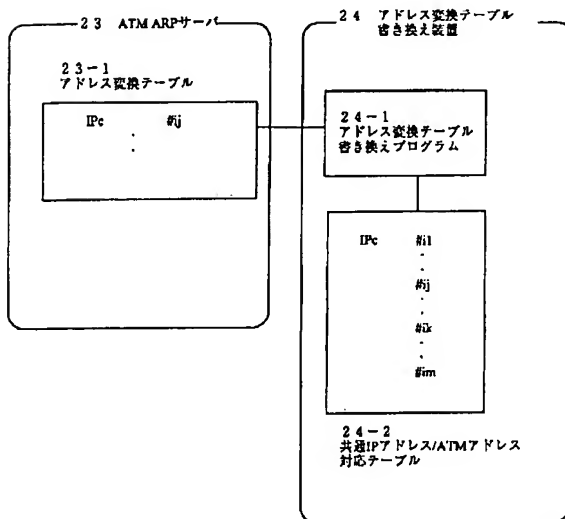 23 ATM ARPサーバ
23-1
アドレス変換テーブル
IPc #ij
24 アドレス変換テーブル
書き換え装置
24-1
アドレス変換テーブル
書き換えプログラム
IPc #i1
#ij
#ik
#im
24-2
共通IPアドレス/ATMアドレス
対応テーブル